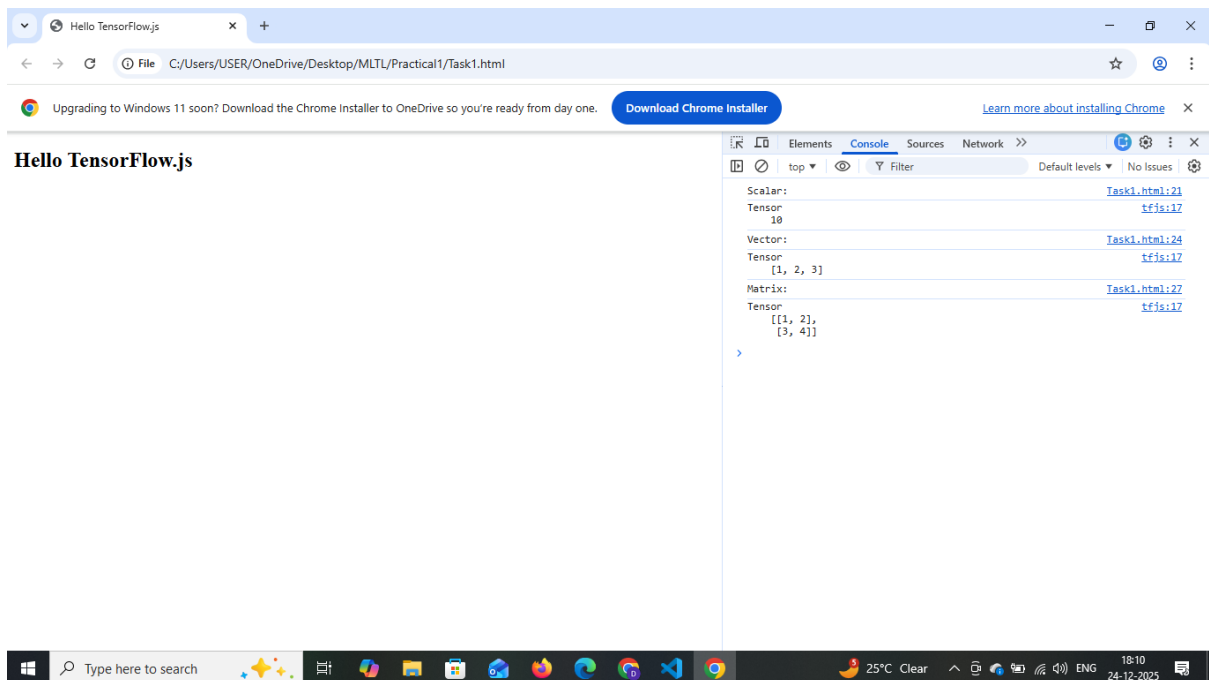 Hello TensorFlow.js
File C:/Users/USER/OneDrive/Desktop/MLTL/Practical1/Task1.html
Upgrading to Windows 11 soon? Download the Chrome Installer to OneDrive so you're ready from day one. Download Chrome Installer Learn more about installing Chrome
Hello TensorFlow.js
Elements Console Sources Network
top Filter Default levels No Issues
Scalar: Task1.html:21
Tensor tfjs:17
10
Vector: Task1.html:24
Tensor tfjs:17
[1, 2, 3]
Matrix: Task1.html:27
Tensor tfjs:17
[[1, 2],
[3, 4]]
Type here to search 25°C Clear ENG 18:10
24-12-2025